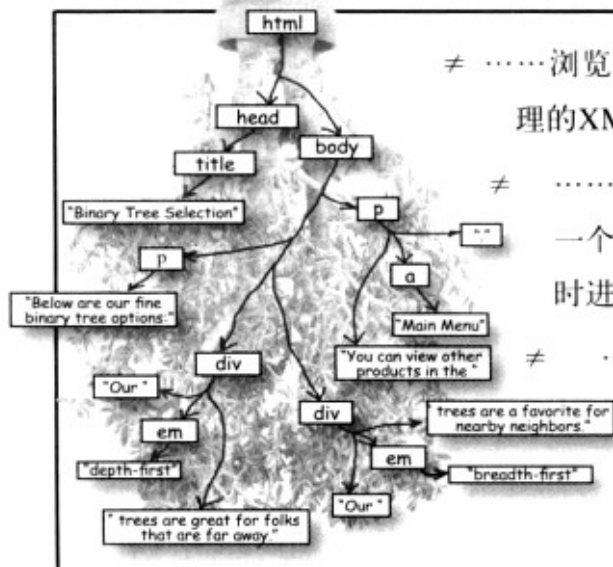 html
≠ ……浏览
head
理的XM
body
title
≠ ……
"Binary Tree Selection"
p
"."
一个
p
a
"Below are our fine
binary tree options:"
时进
"Main Menu"
div
"You can view other
products in the "
≠
"Our "
div
" trees are a favorite for
nearby neighbors."
em
em
"depth-first"
"breadth-first"
"Our "
" trees are great for folks
that are far away."